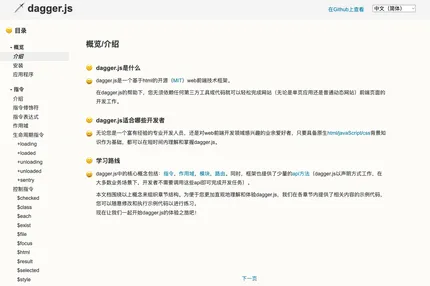 dagger.js
在Github上查看
中文（简体）
目录
概览
介绍
安装
应用程序
指令
介绍
指令修饰符
指令表达式
作用域
生命周期指令
+loading
+loaded
+unloading
+unloaded
+sentry
控制指令
$checked
$class
$each
$exist
$file
$focus
$html
$result
$selected
$style
概览/介绍
dagger.js是什么
dagger.js是一个基于html的开源（MIT）web前端技术框架。
在dagger.js的帮助下，您无须依赖任何第三方工具或代码就可以轻松完成网站（无论是单页应用还是普通动态网站）前端页面的
开发工作。
dagger.js适合哪些开发者
无论您是一个富有经验的专业开发人员，还是对web前端开发领域感兴趣的业余爱好者，只要具备原生html/javaScript/css背景知
识作为基础，都可以在短时间内理解和掌握dagger.js。
学习路线
dagger.js中的核心概念包括：指令、作用域、模块、路由。同时，框架也提供了少量的api方法（dagger.js以声明方式工作，在
大多数业务场景下，开发者不需要调用这些api即可完成开发任务）。
本文档围绕以上概念来组织章节结构。为便于您更加直观地理解和体验dagger.js，我们在各章节内提供了相关内容的示例代码，
您可以随意修改和执行示例代码以进行练习。
现在让我们一起开始dagger.js的体验之旅吧！
下一页